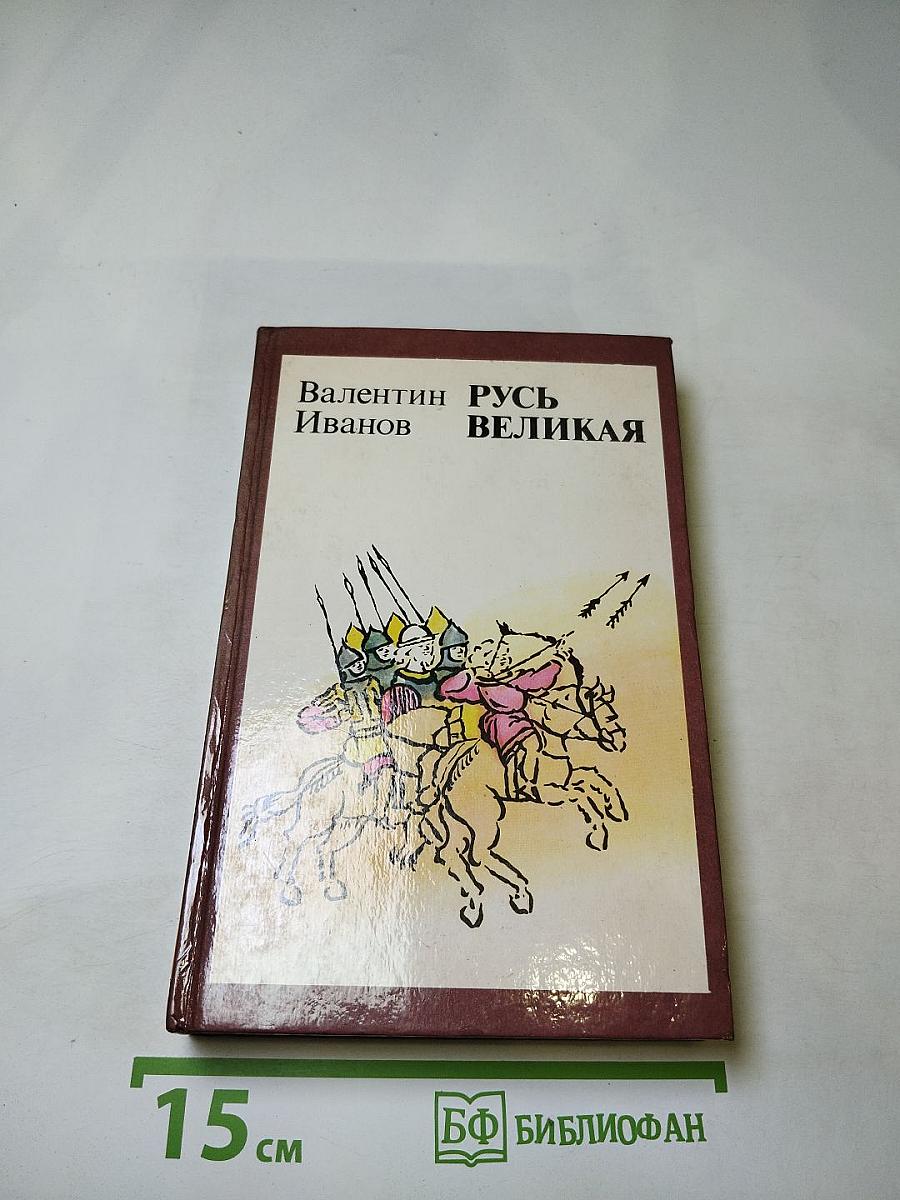 Валентин
Иванов
РУСЬ
ВЕЛИКАЯ
15 см
БФ БИБЛИОФАН